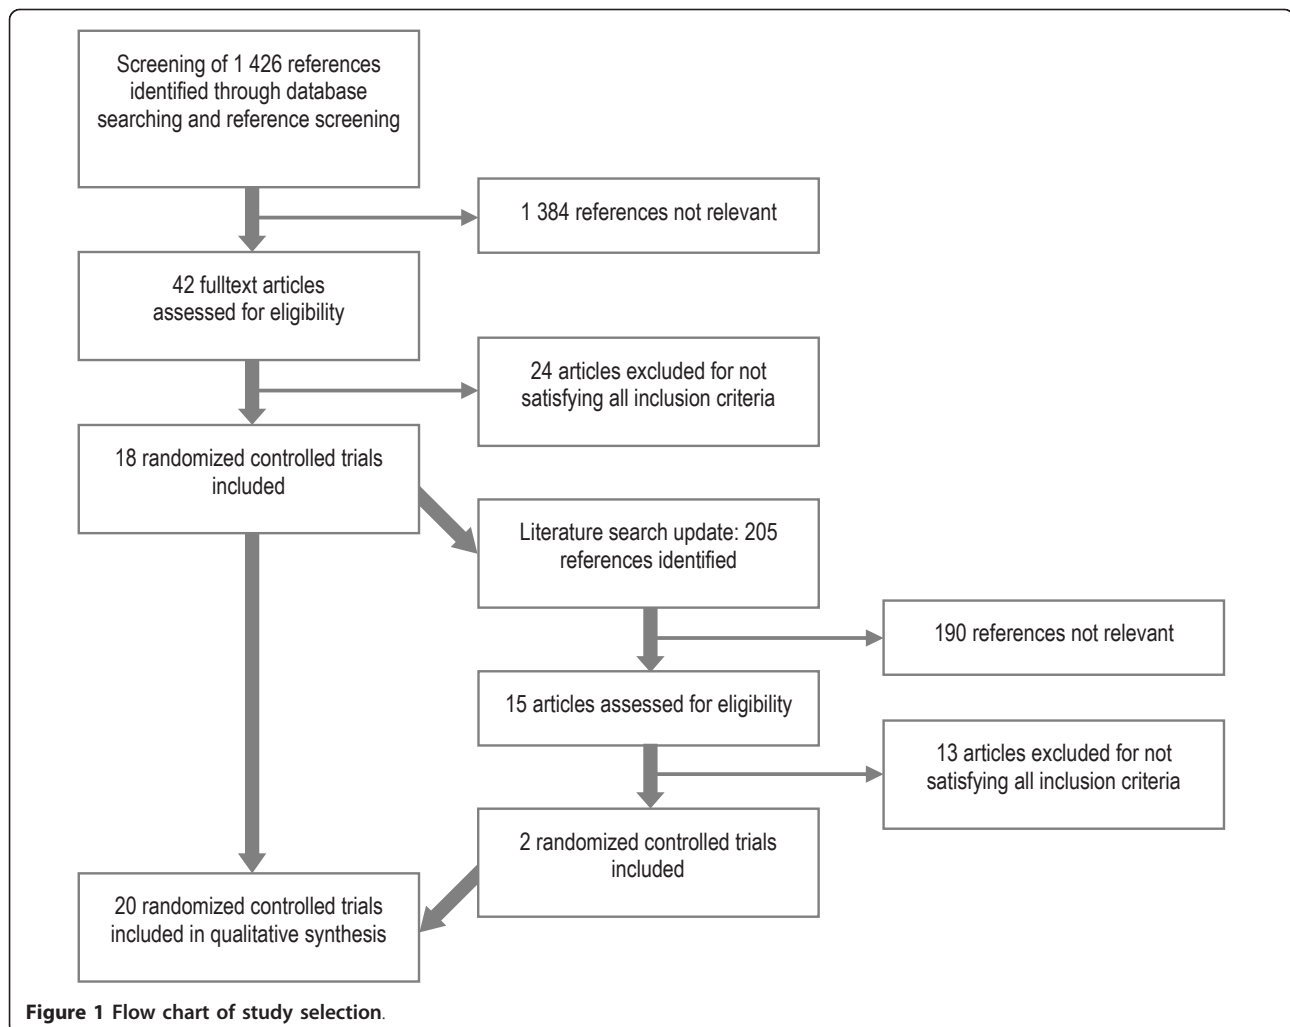 Screening of 1 426 references
identified through database
searching and reference screening
1 384 references not relevant
42 fulltext articles
assessed for eligibility
24 articles excluded for not
satisfying all inclusion criteria
18 randomized controlled trials
included
Literature search update: 205
references identified
190 references not relevant
15 articles assessed for eligibility
13 articles excluded for not
satisfying all inclusion criteria
2 randomized controlled trials
included
20 randomized controlled trials
included in qualitative synthesis
Figure 1 Flow chart of study selection.